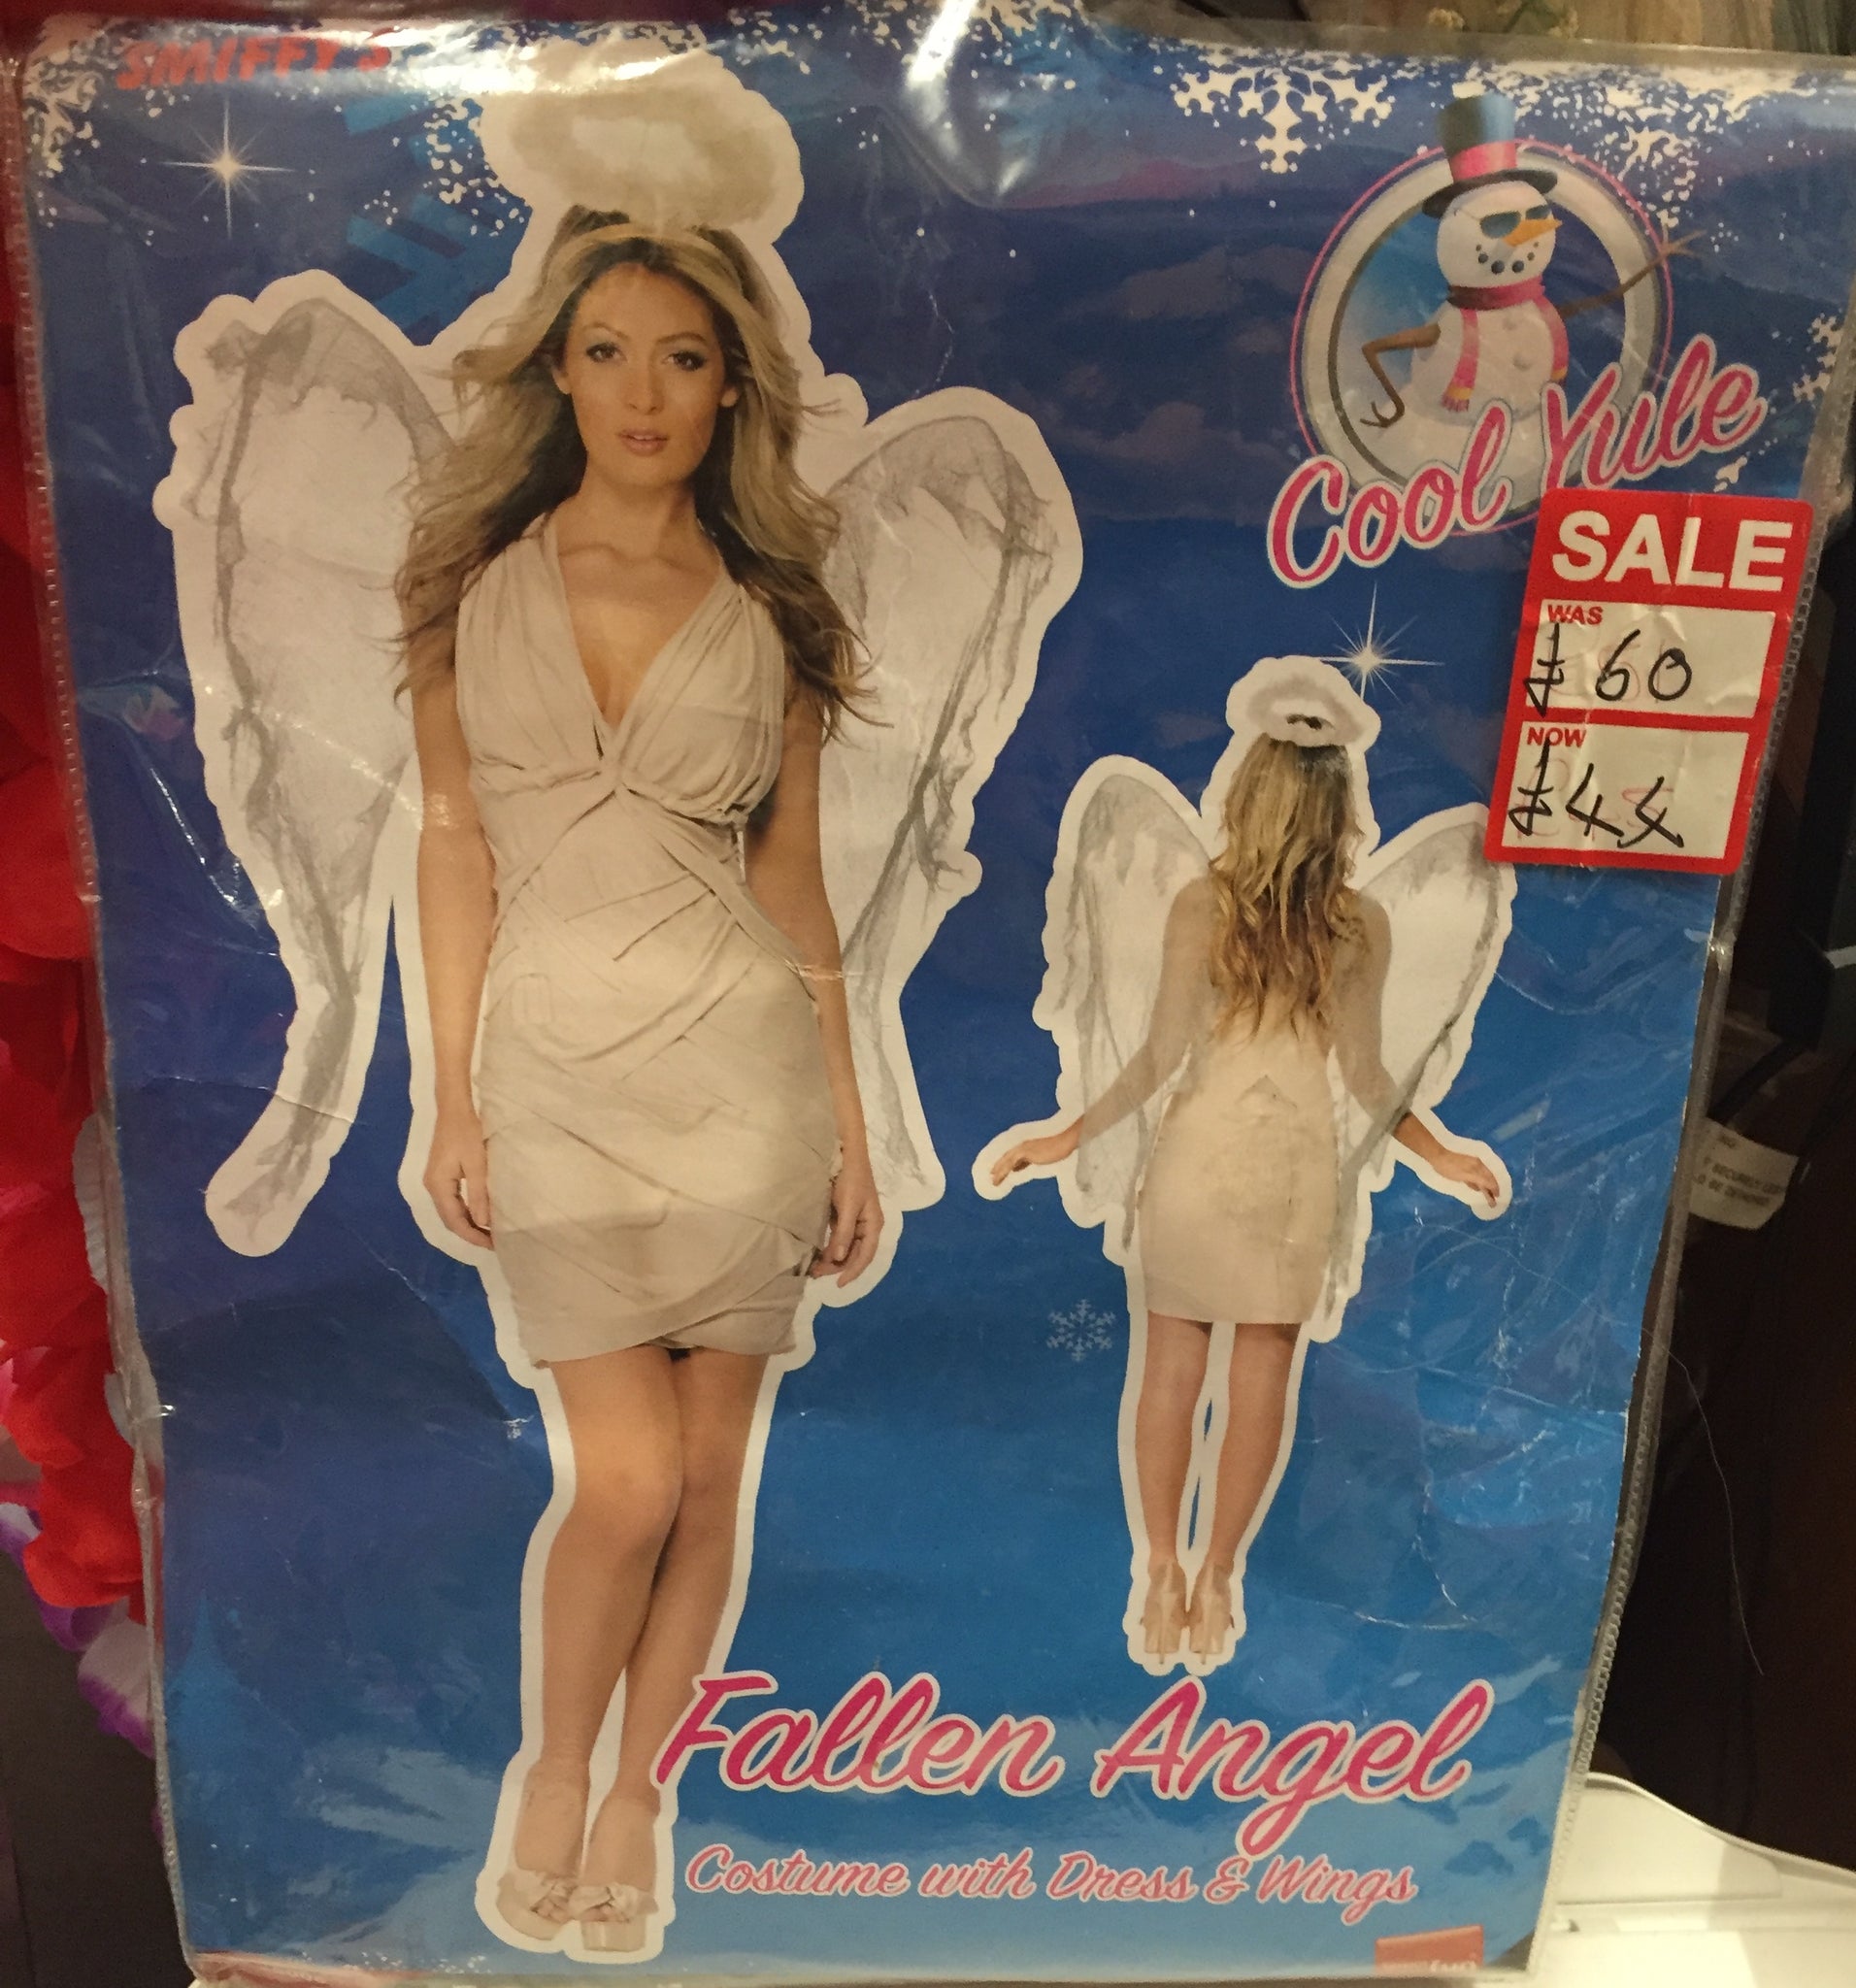 SMIFFY'S
Cool Yule
SALE
WAS
£60
NOW
£44
Fallen Angel
Costume with Dress & Wings